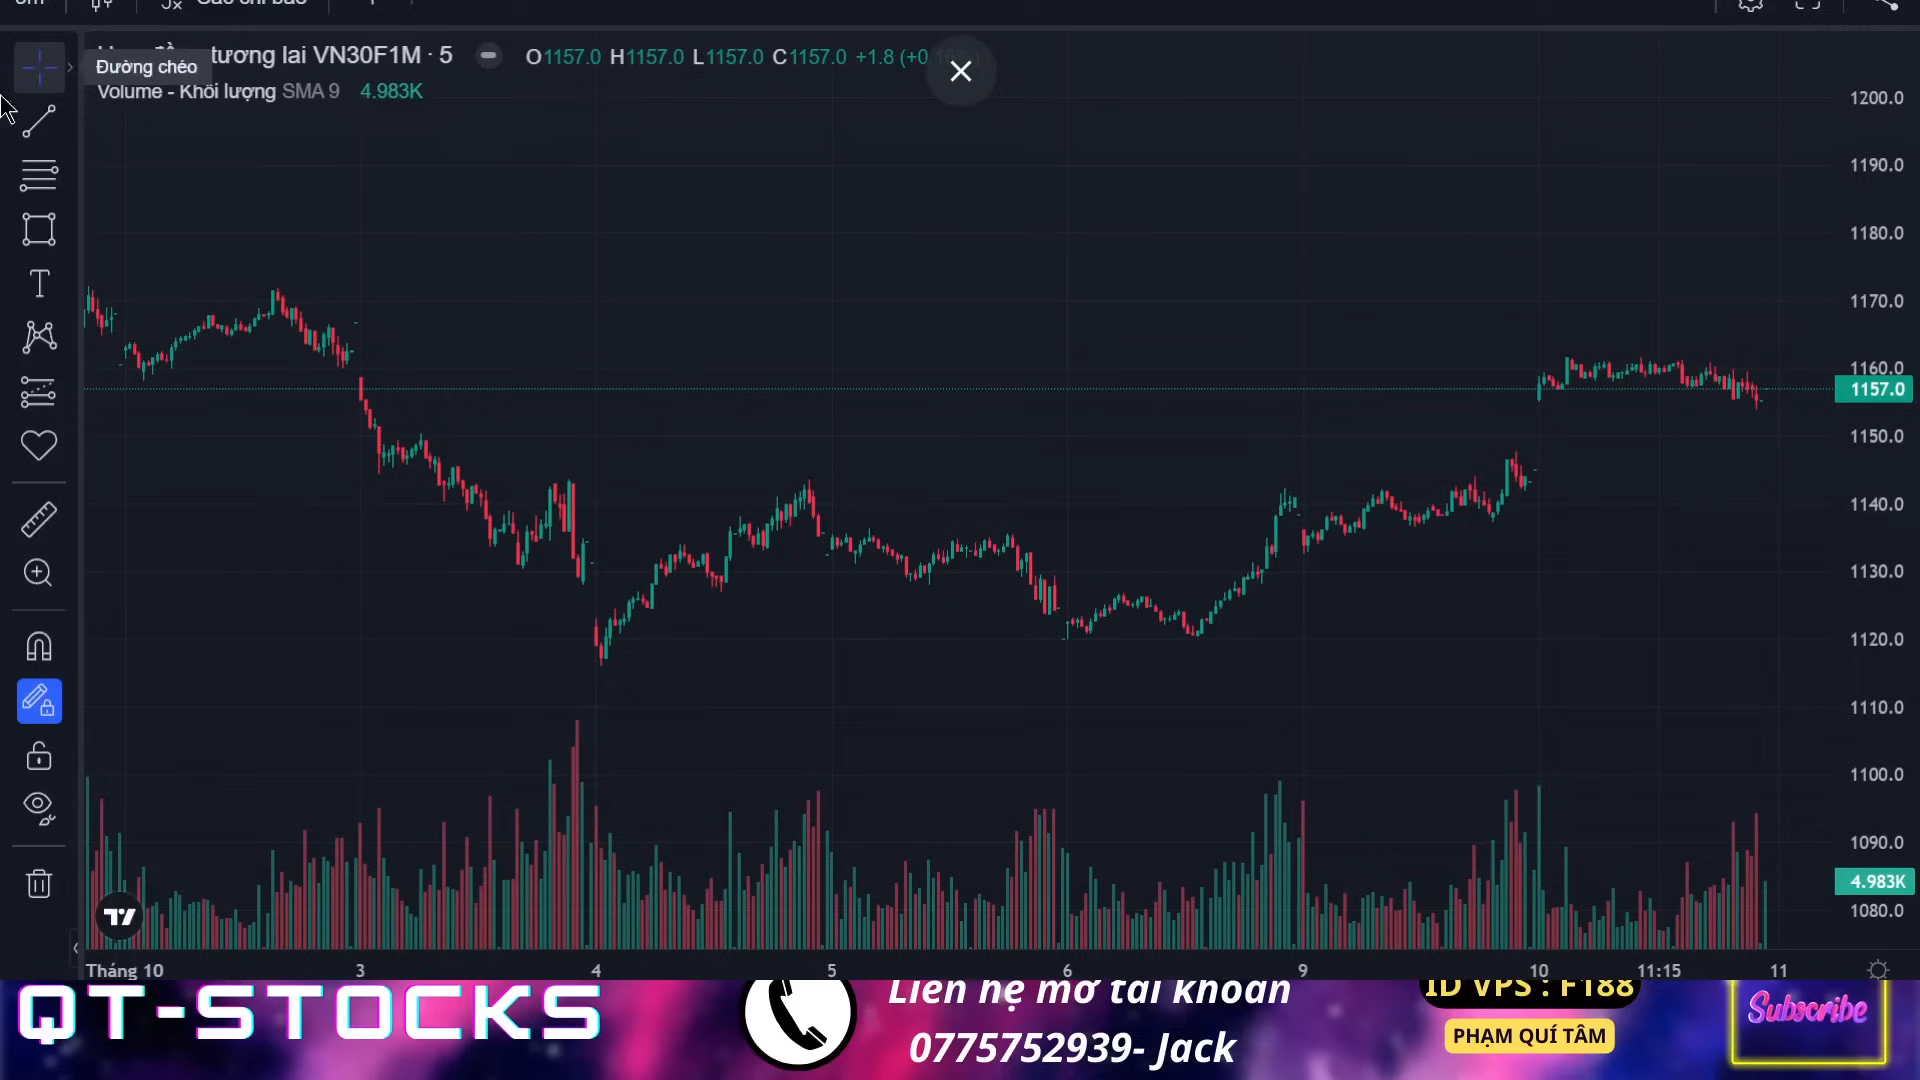 Đường chéo
tương lai VN30F1M · 5
O1157.0 H1157.0 L1157.0 C1157.0 +1.8 (+0
Volume - Khối lượng SMA 9 4.983K
1200.0
1190.0
1180.0
1170.0
1160.0
1157.0
1150.0
1140.0
1130.0
1120.0
1110.0
1100.0
1090.0
4.983K
1080.0
Tháng 10 3 4 5 6 9 10 11:15 11
QT-STOCKS
Liên hệ mở tài khoản
0775752939- Jack
ID VPS : F188
PHẠM QUÍ TÂM
Subscribe